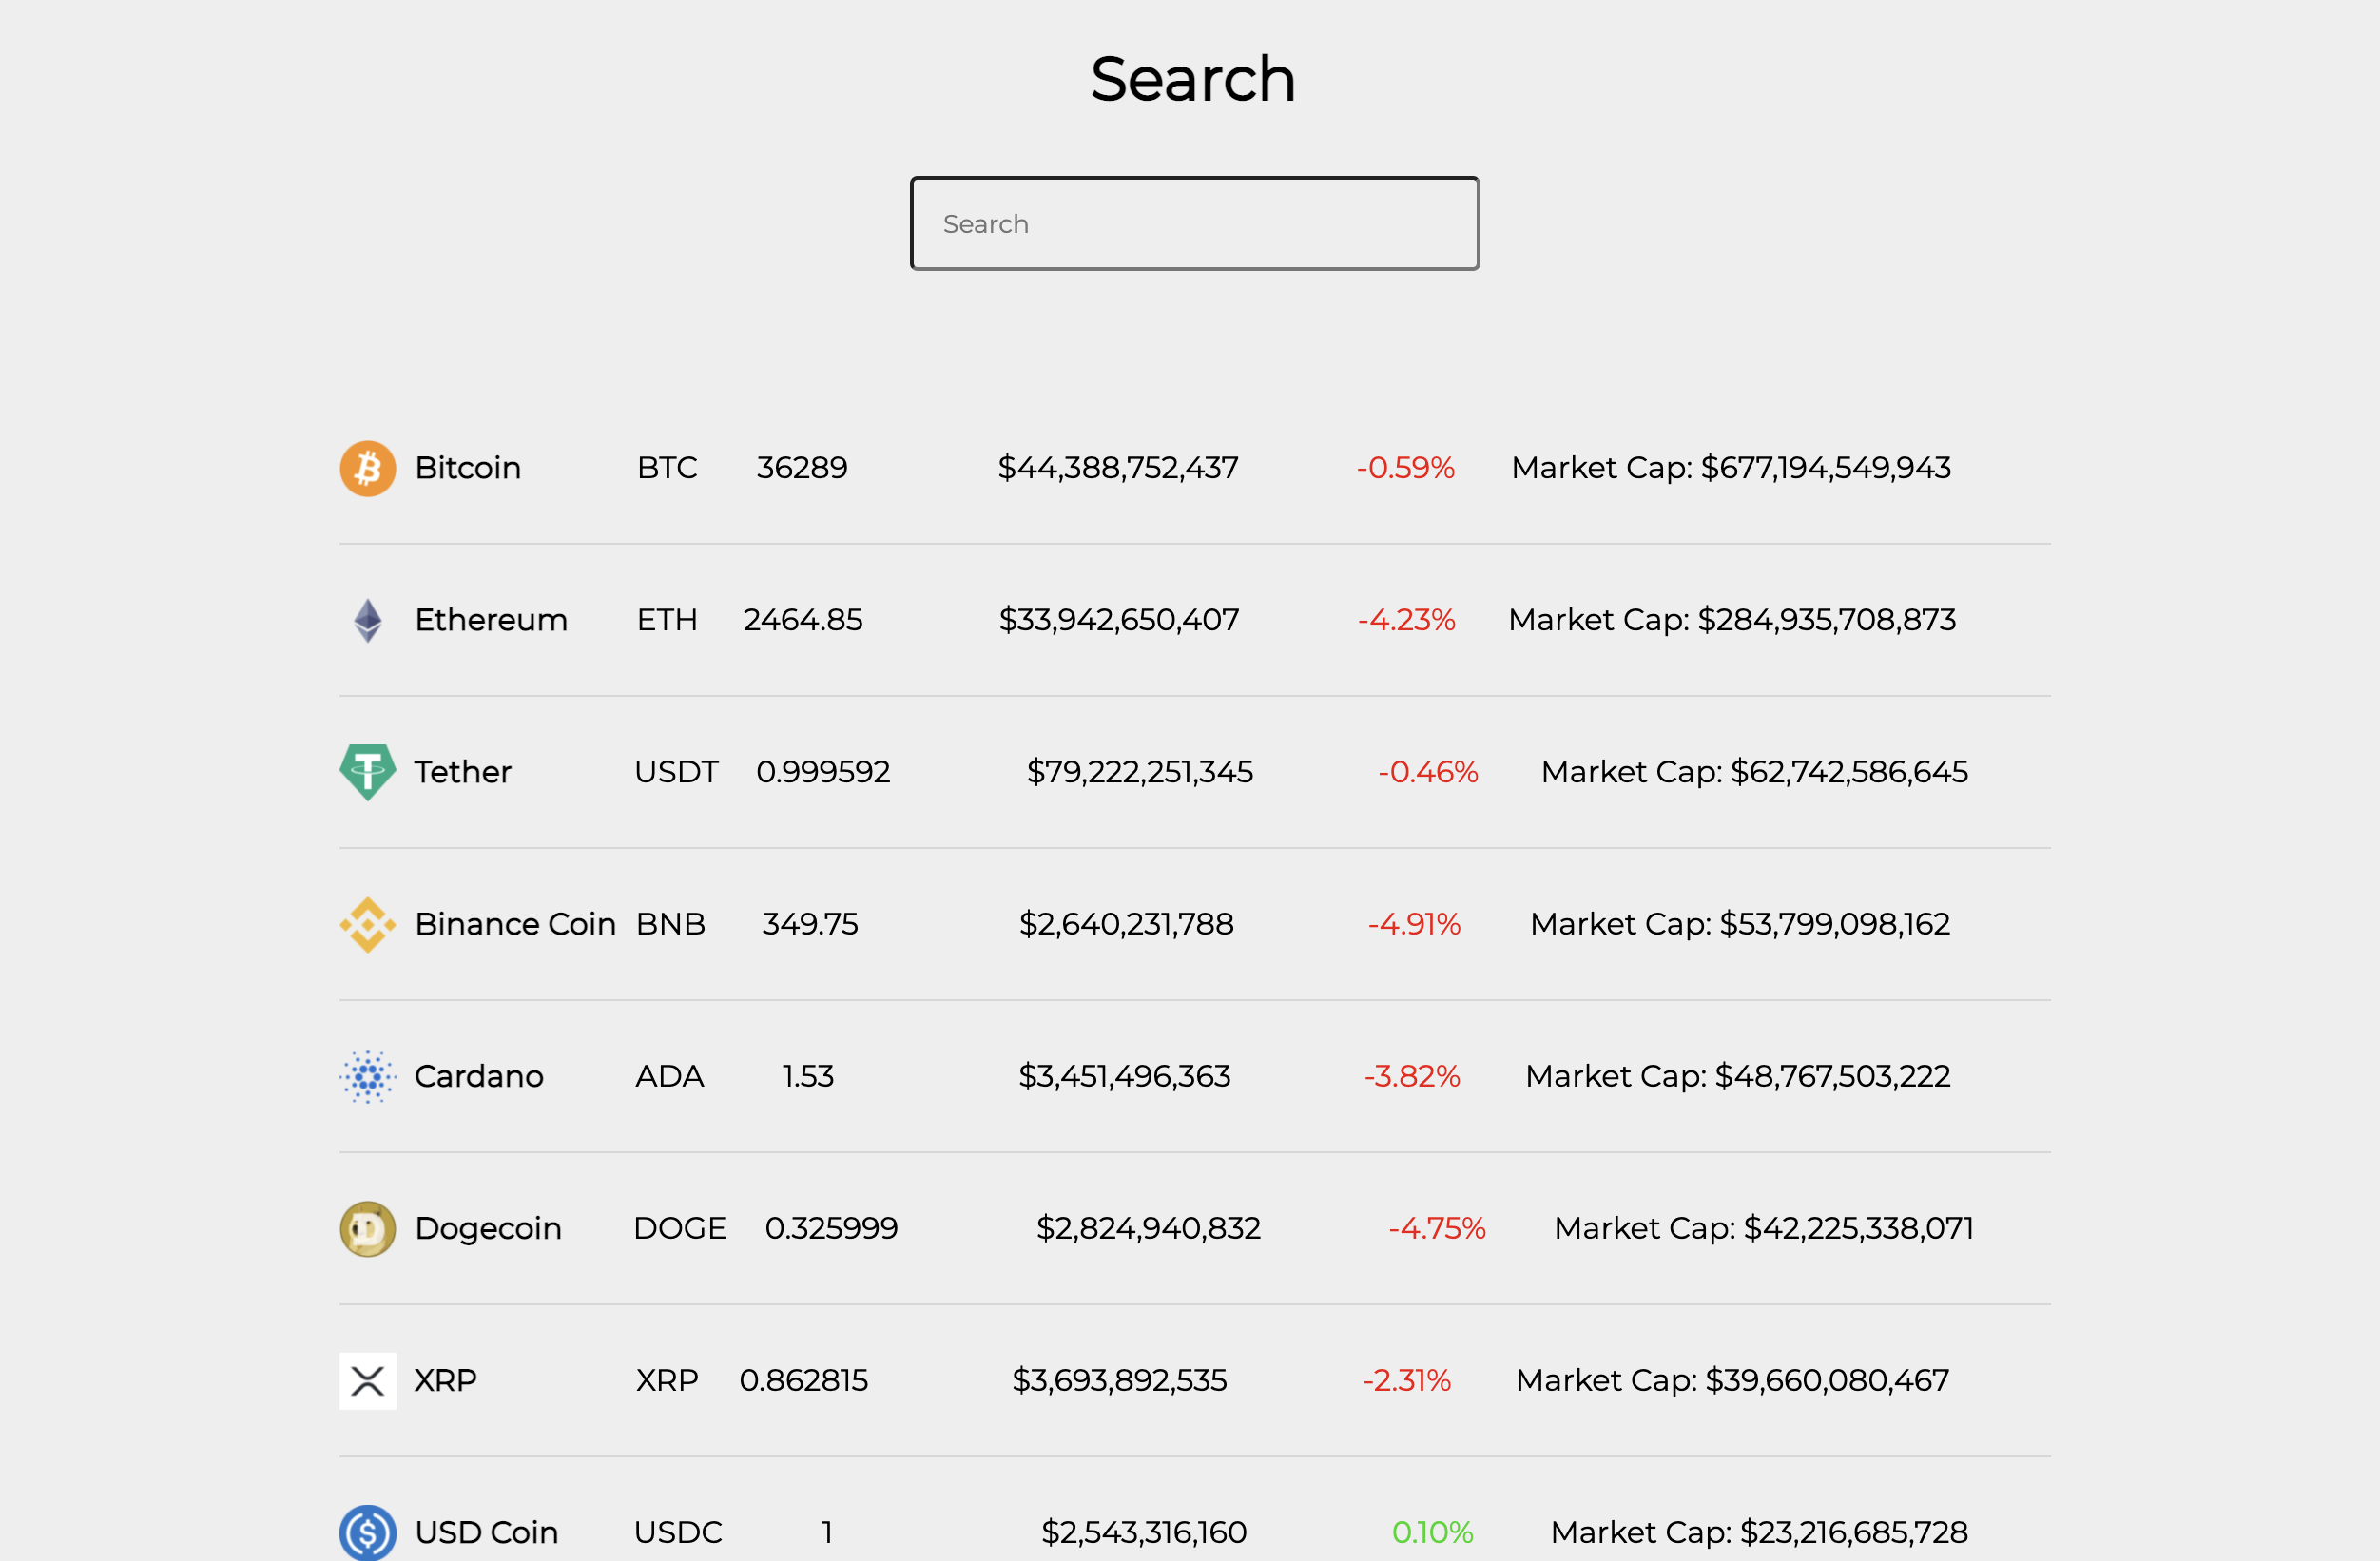 Search
Search
Bitcoin BTC 36289 $44,388,752,437 -0.59% Market Cap: $677,194,549,943
Ethereum ETH 2464.85 $33,942,650,407 -4.23% Market Cap: $284,935,708,873
Tether USDT 0.999592 $79,222,251,345 -0.46% Market Cap: $62,742,586,645
Binance Coin BNB 349.75 $2,640,231,788 -4.91% Market Cap: $53,799,098,162
Cardano ADA 1.53 $3,451,496,363 -3.82% Market Cap: $48,767,503,222
Dogecoin DOGE 0.325999 $2,824,940,832 -4.75% Market Cap: $42,225,338,071
XRP XRP 0.862815 $3,693,892,535 -2.31% Market Cap: $39,660,080,467
USD Coin USDC 1 $2,543,316,160 0.10% Market Cap: $23,216,685,728